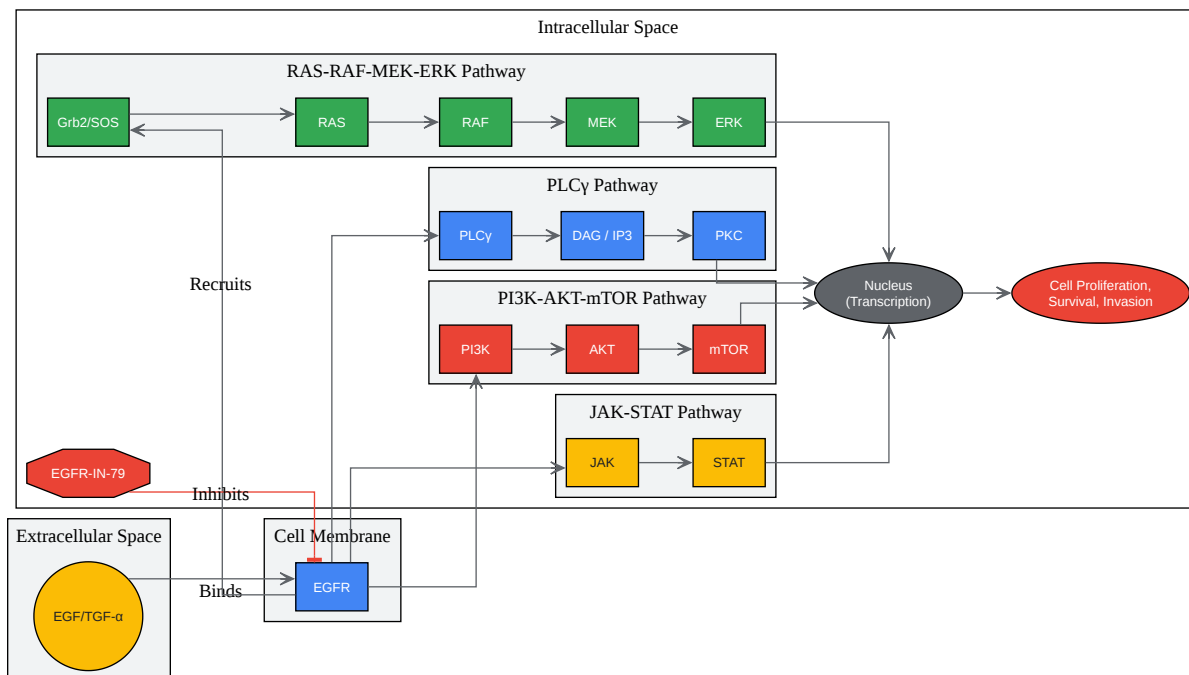 Intracellular Space
RAS-RAF-MEK-ERK Pathway
Grb2/SOS
RAS
RAF
MEK
ERK
PLCγ Pathway
PLCγ
DAG / IP3
PKC
Recruits
PI3K-AKT-mTOR Pathway
PI3K
AKT
mTOR
Nucleus
(Transcription)
Cell Proliferation,
Survival, Invasion
JAK-STAT Pathway
JAK
STAT
EGFR-IN-79
Inhibits
Extracellular Space
EGF/TGF-α
Binds
Cell Membrane
EGFR